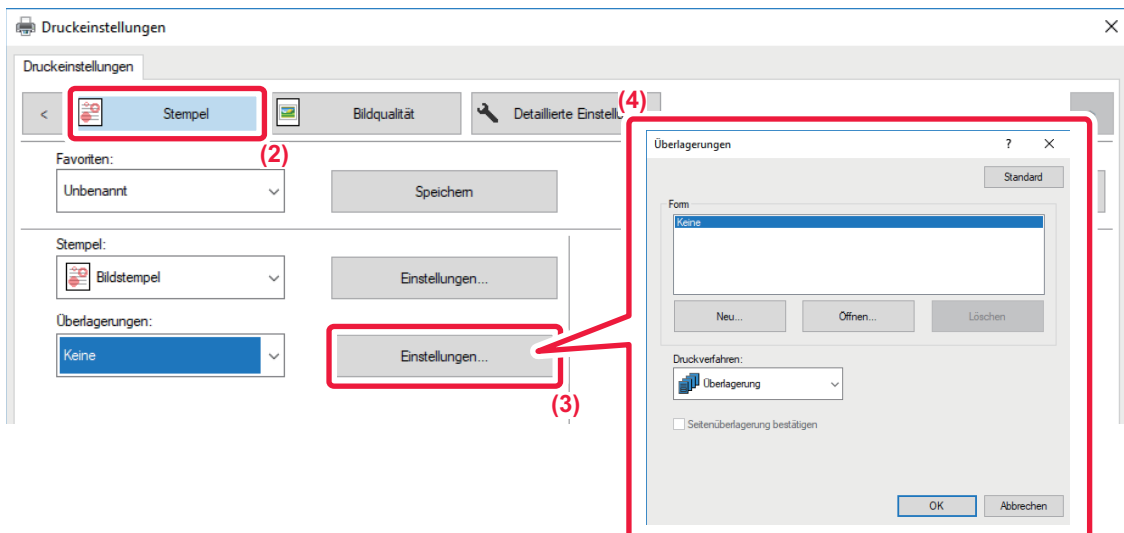 Druckeinstellungen
Druckeinstellungen
<
Stempel
Bildqualität
Detaillierte Einstellu
(4)
(2)
Favoriten:
Unbenannt
Speichern
Stempel:
Bildstempel
Einstellungen...
Überlagerungen:
Keine
Einstellungen...
(3)
Überlagerungen
?
Standard
Form
Keine
Neu...
Öffnen...
Löschen
Druckverfahren:
Überlagerung
Seitenüberlagerung bestätigen
OK
Abbrechen